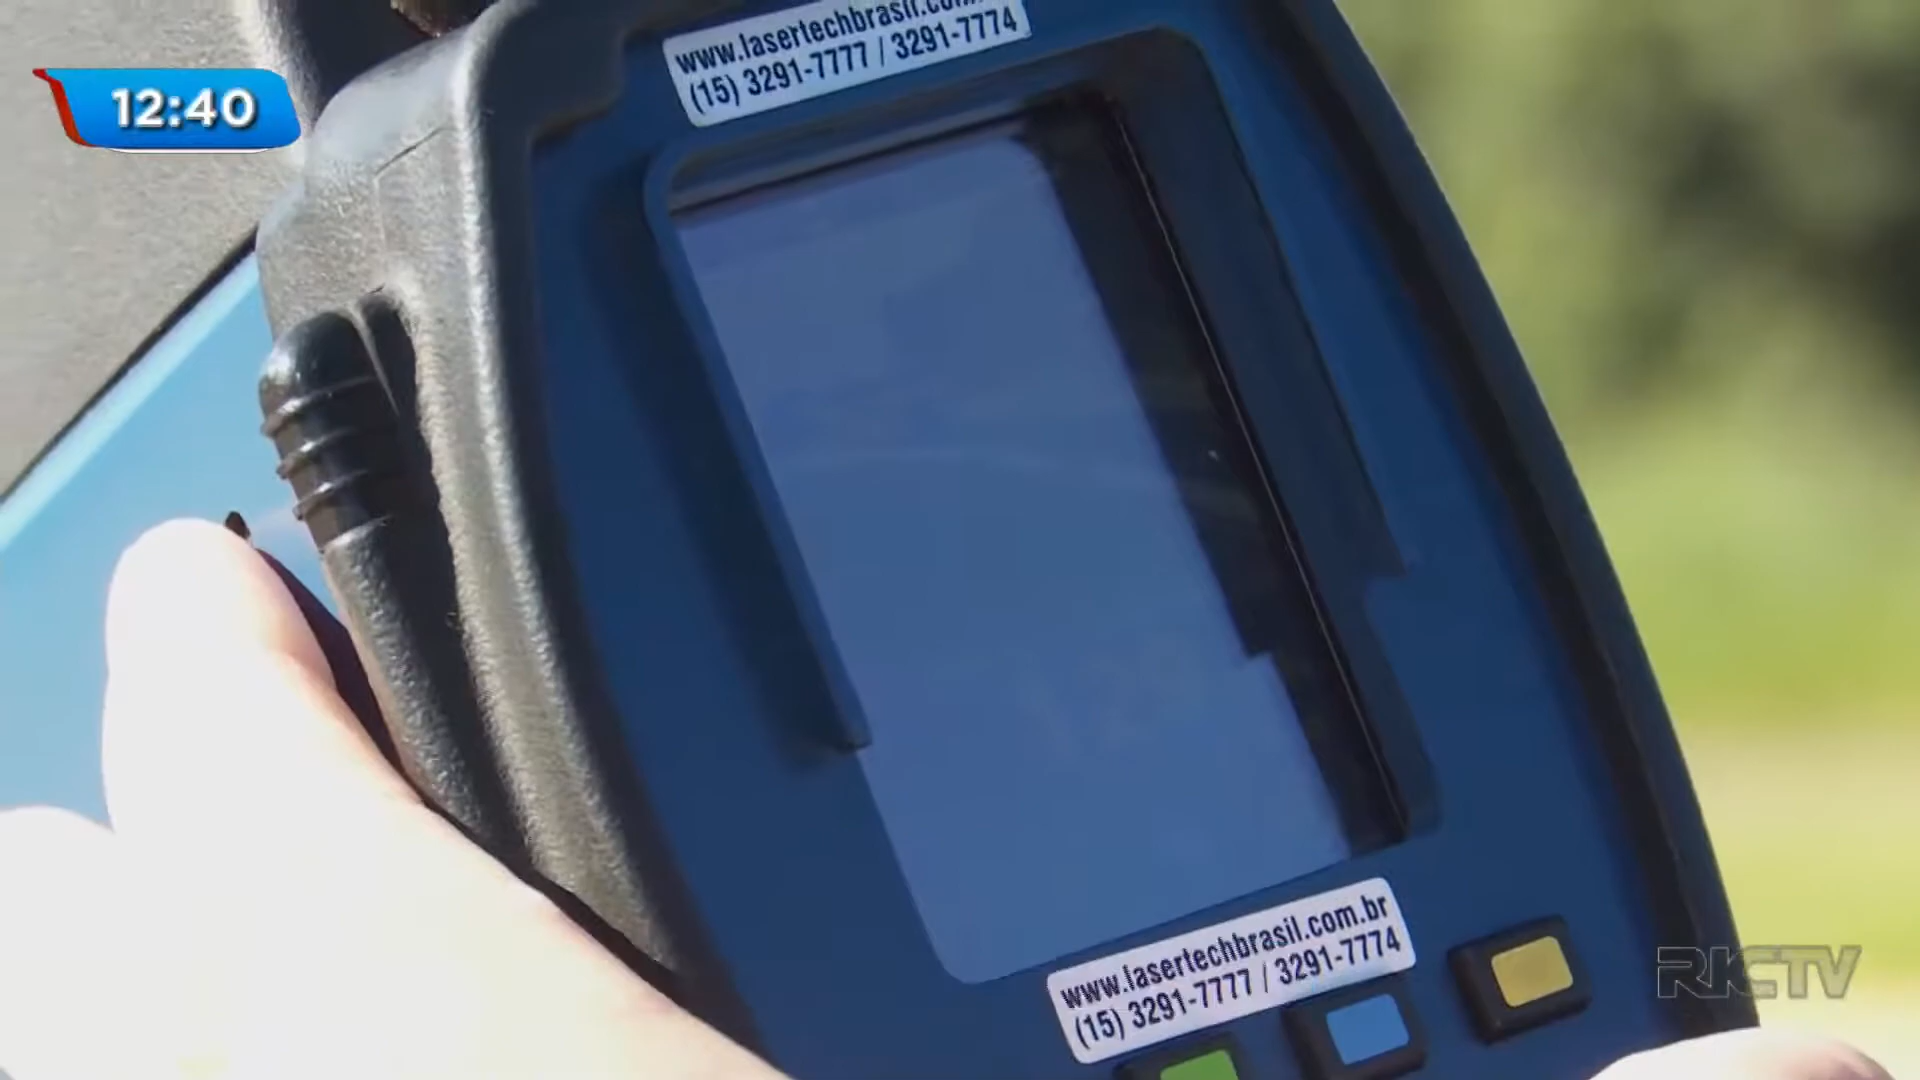 www.lasertechbrasil.com
(15) 3291-7777 / 3291-7774
12:40
www.lasertechbrasil.com.br
(15) 3291-7777 / 3291-7774
RICTV